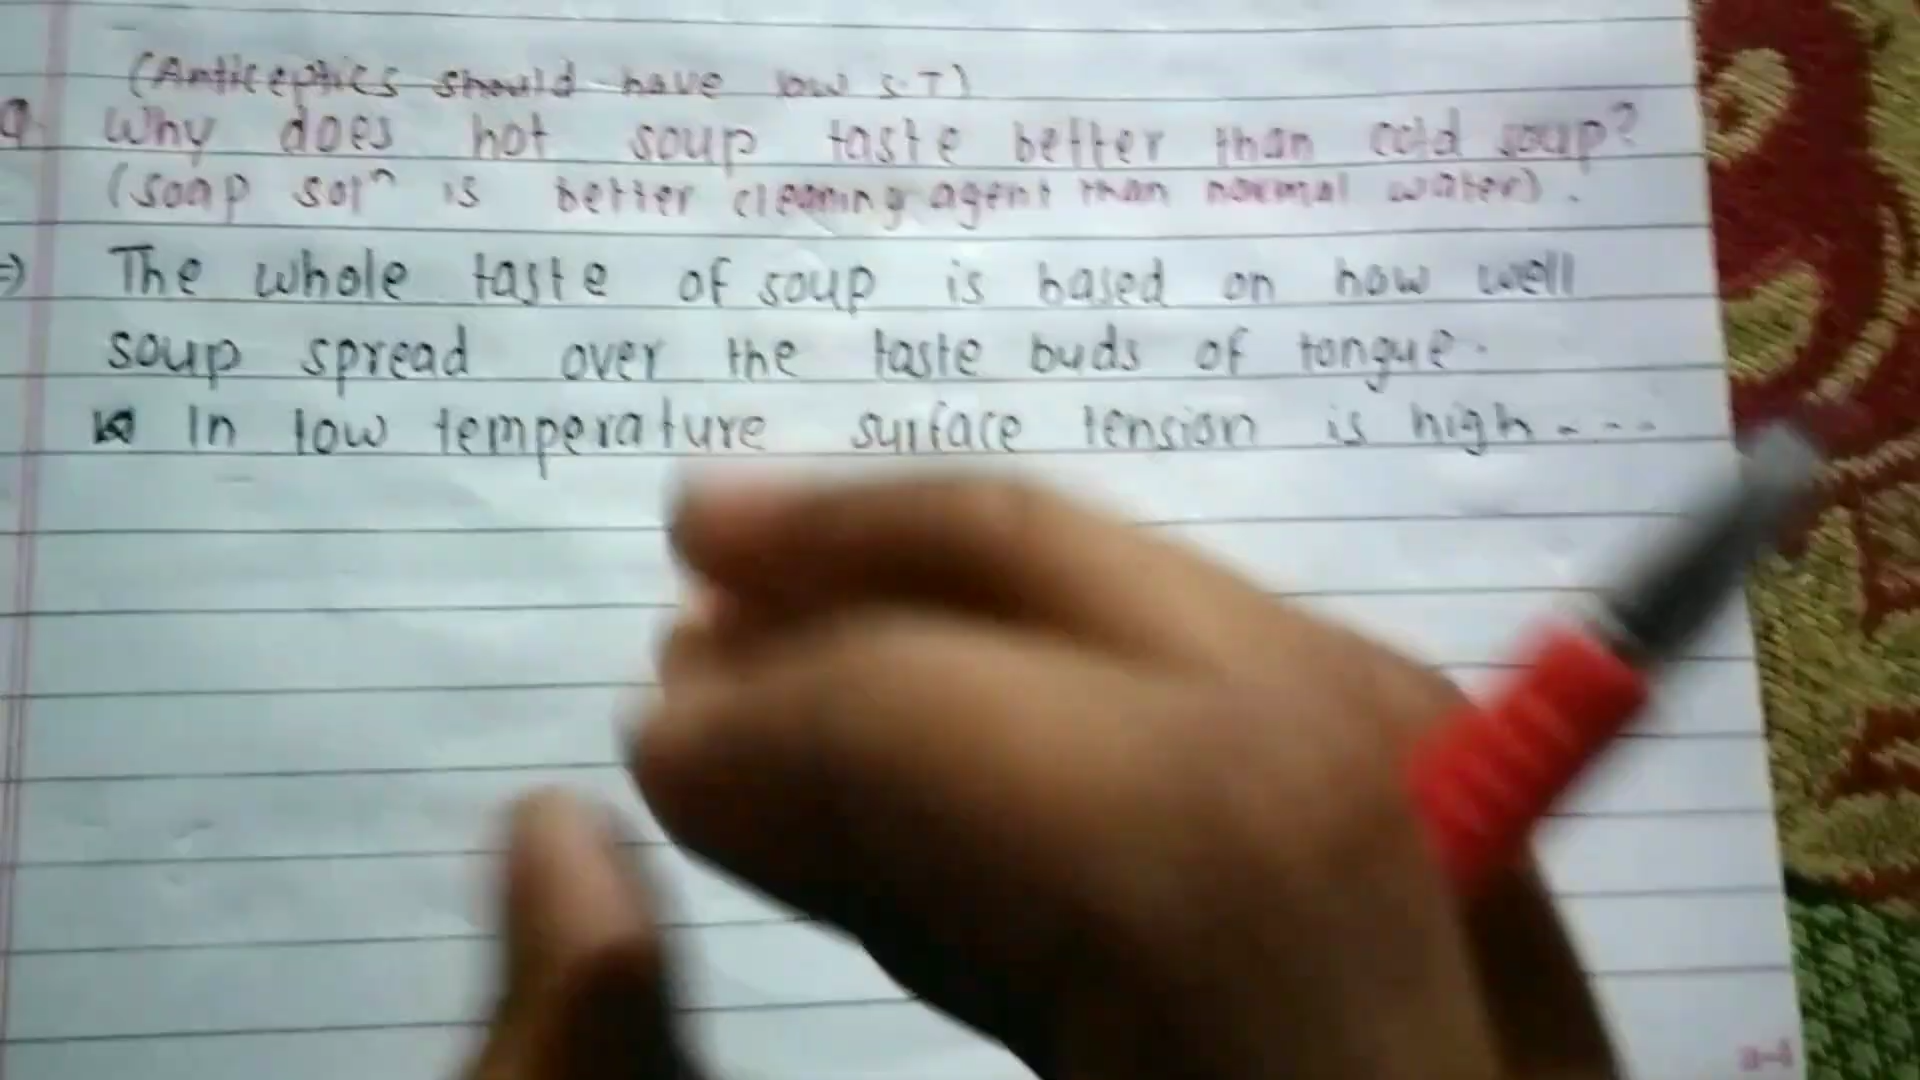 (Anticeptics should have low S.T)
Q. Why does hot soup taste better than cold soup?
(soap solⁿ is better cleaning agent than normal water).
=) The whole taste of soup is based on how well
soup spread over the taste buds of tongue.
In low temperature surface tension is high ----